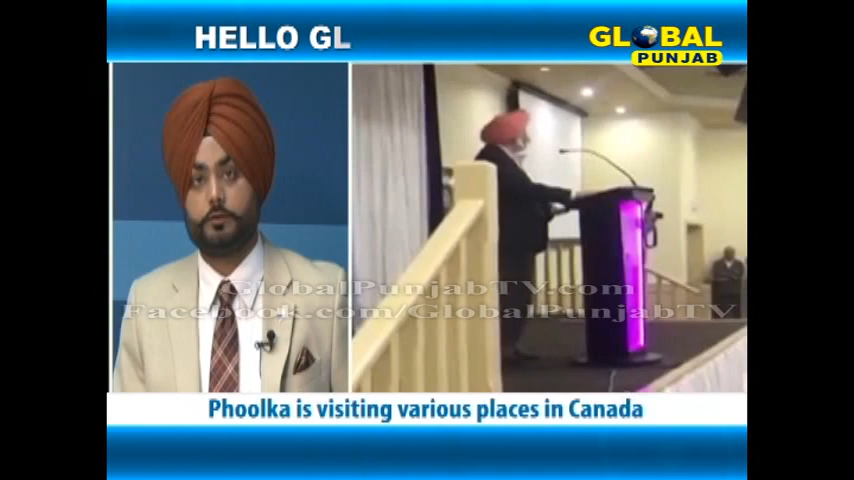 HELLO GL
GLOBAL
PUNJAB
GlobalPunjabTV.com
Facebook.com/GlobalPunjabTV
Phoolka is visiting various places in Canada